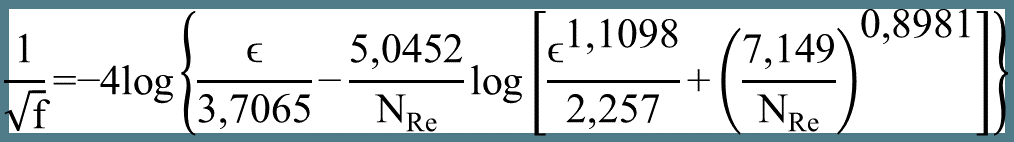 1/√f =−4log{ϵ/3,7065 − 5,0452/N_Re log[ϵ^1,1098/2,257 + (7,149/N_Re)^0,8981]}